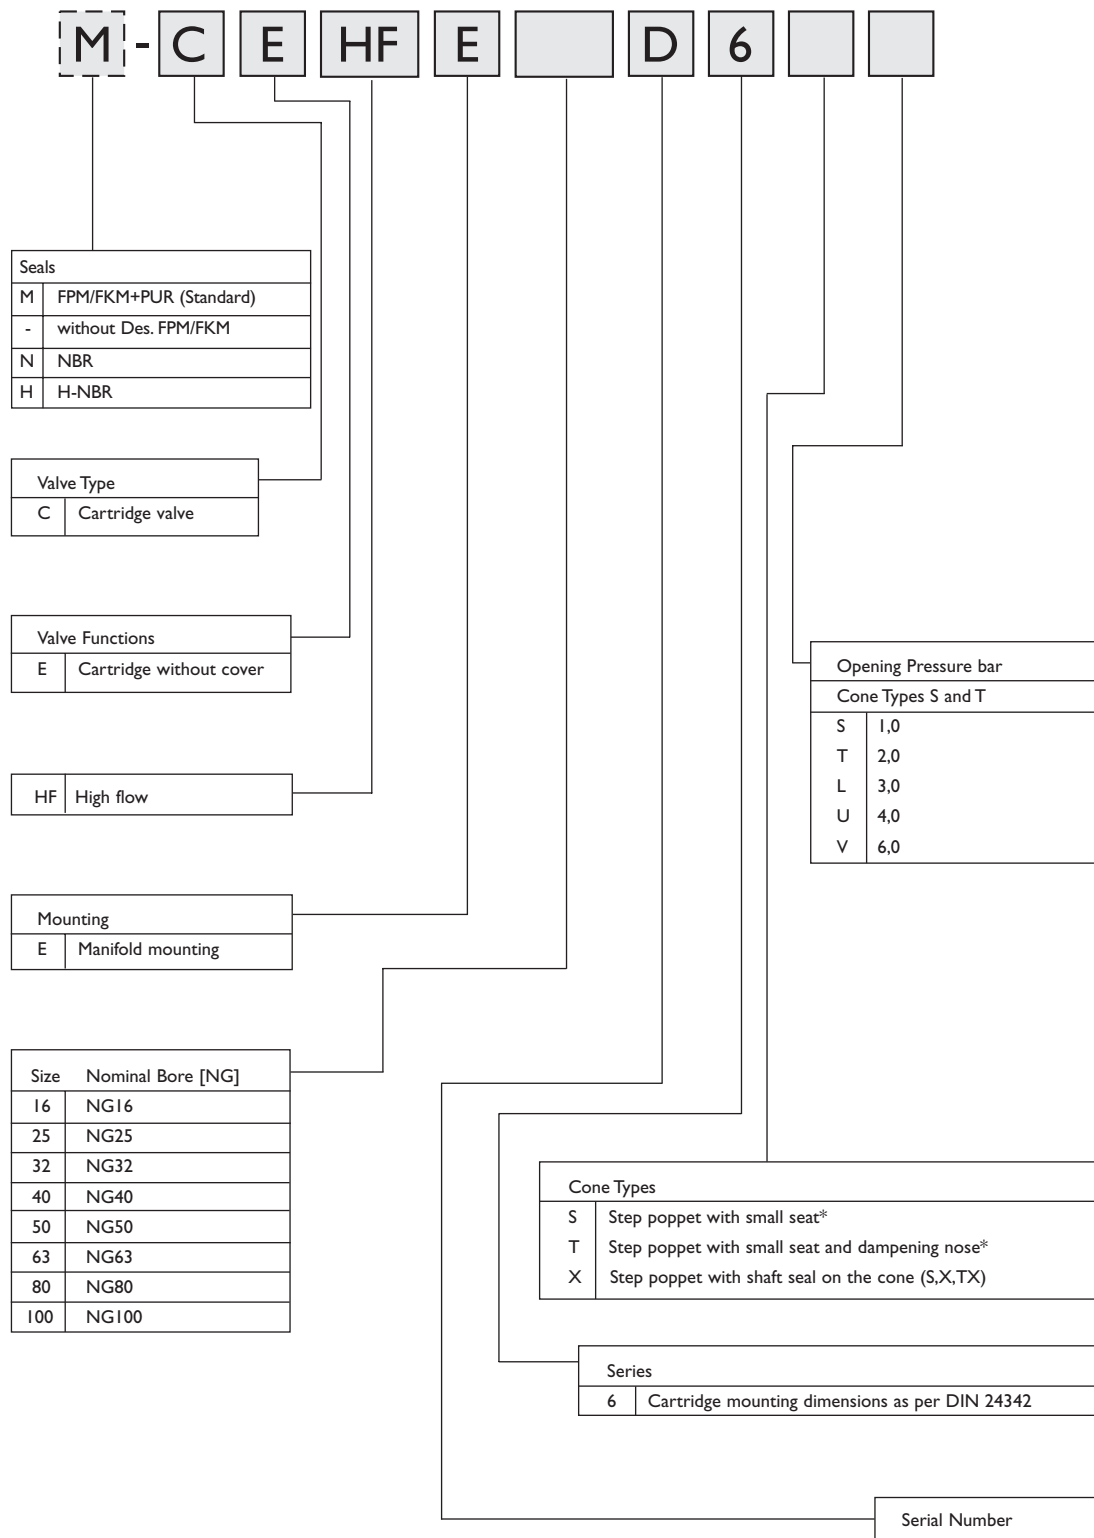 M - C E HF E D 6
Seals
M FPM/FKM+PUR (Standard)
- without Des. FPM/FKM
N NBR
H H-NBR
Valve Type
C Cartridge valve
Valve Functions
E Cartridge without cover
HF High flow
Mounting
E Manifold mounting
Size Nominal Bore [NG]
16 NG16
25 NG25
32 NG32
40 NG40
50 NG50
63 NG63
80 NG80
100 NG100
Opening Pressure bar
Cone Types S and T
S 1,0
T 2,0
L 3,0
U 4,0
V 6,0
Cone Types
S Step poppet with small seat*
T Step poppet with small seat and dampening nose*
X Step poppet with shaft seal on the cone (S,X,TX)
Series
6 Cartridge mounting dimensions as per DIN 24342
Serial Number